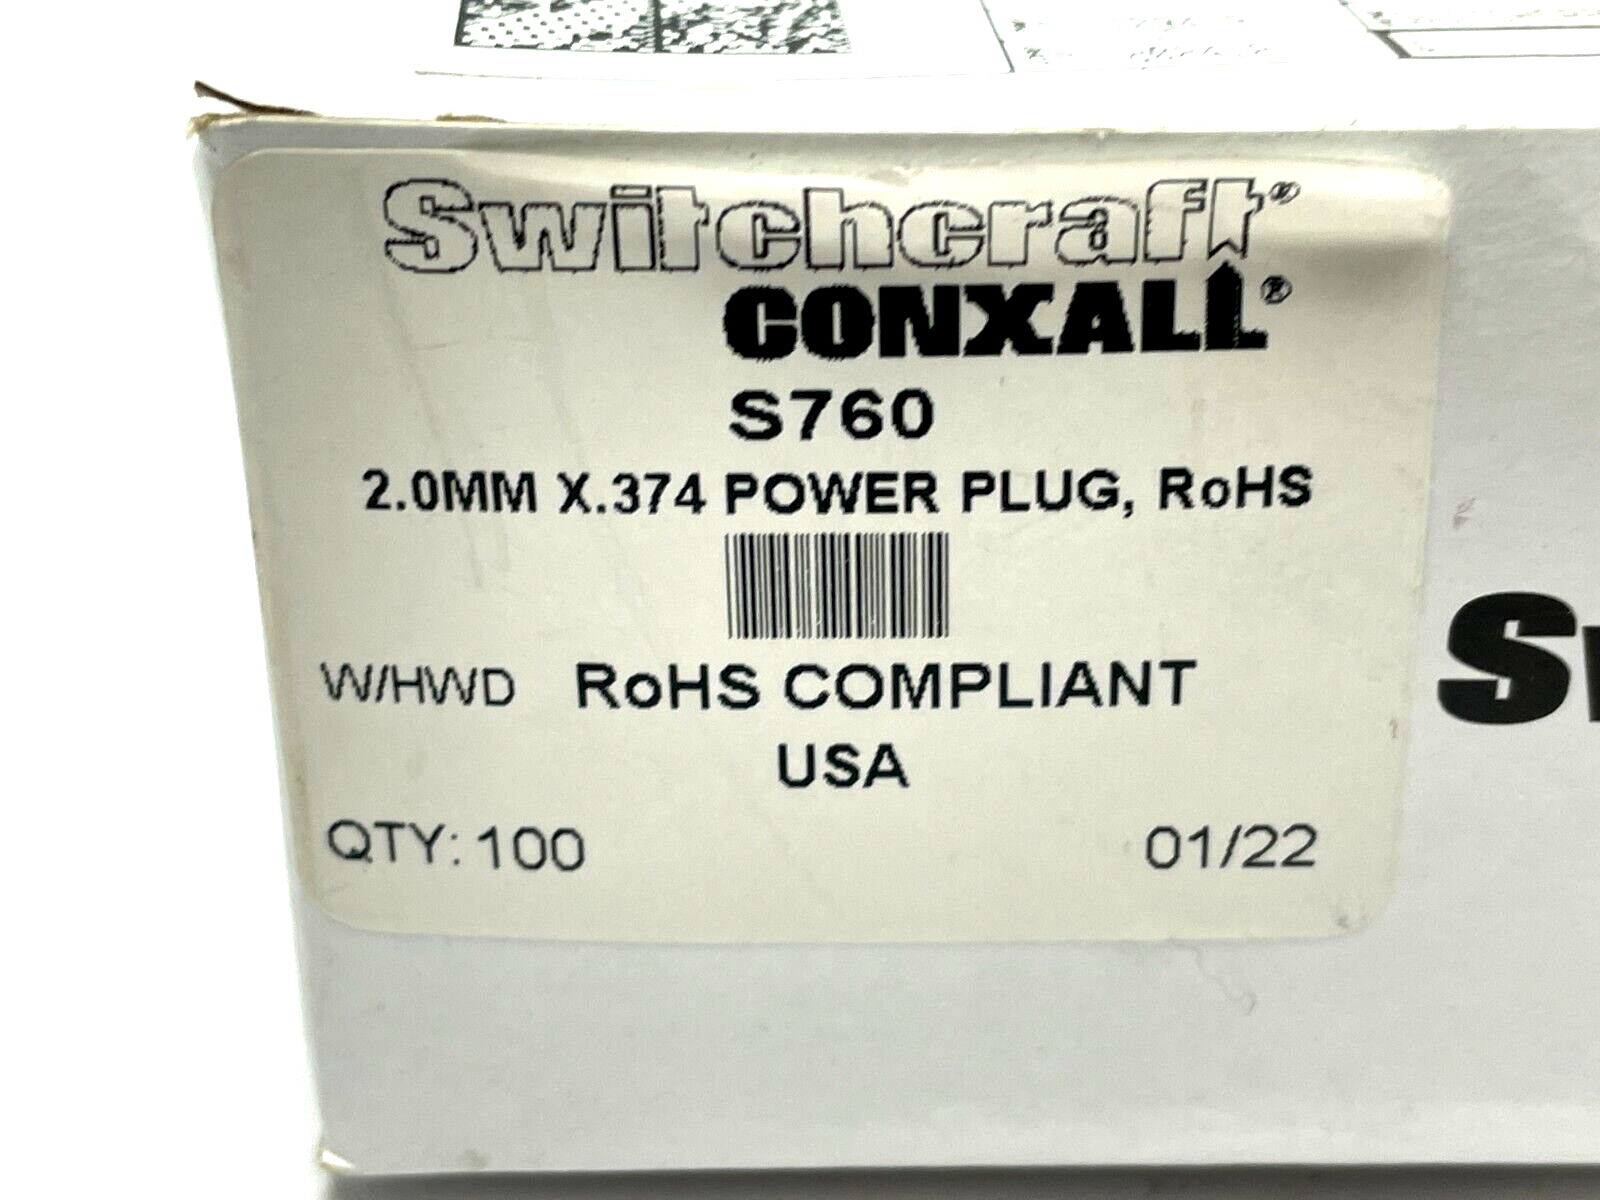 Switchcraft®
CONXALL®
S760
2.0MM X.374 POWER PLUG, RoHS
W/HWD RoHS COMPLIANT
USA
QTY: 100 01/22